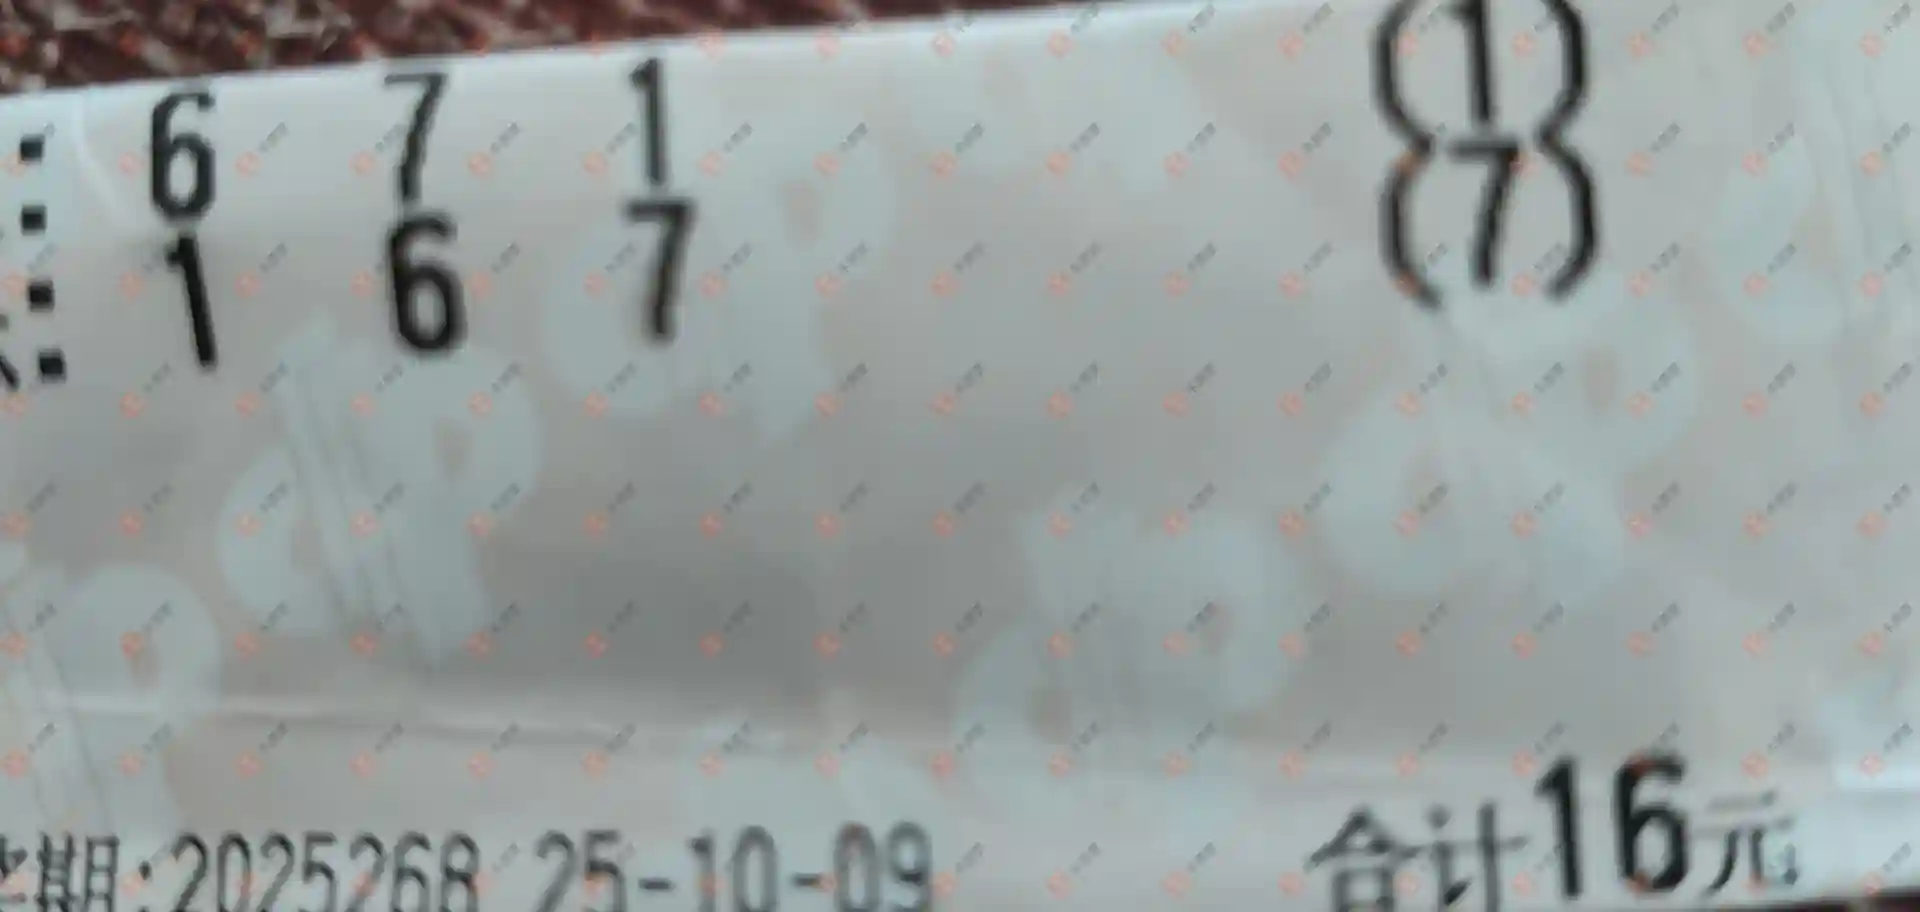 : 6 7 1 (1)
: 1 6 7 (7)
期:2025268 25-10-09 合计16元